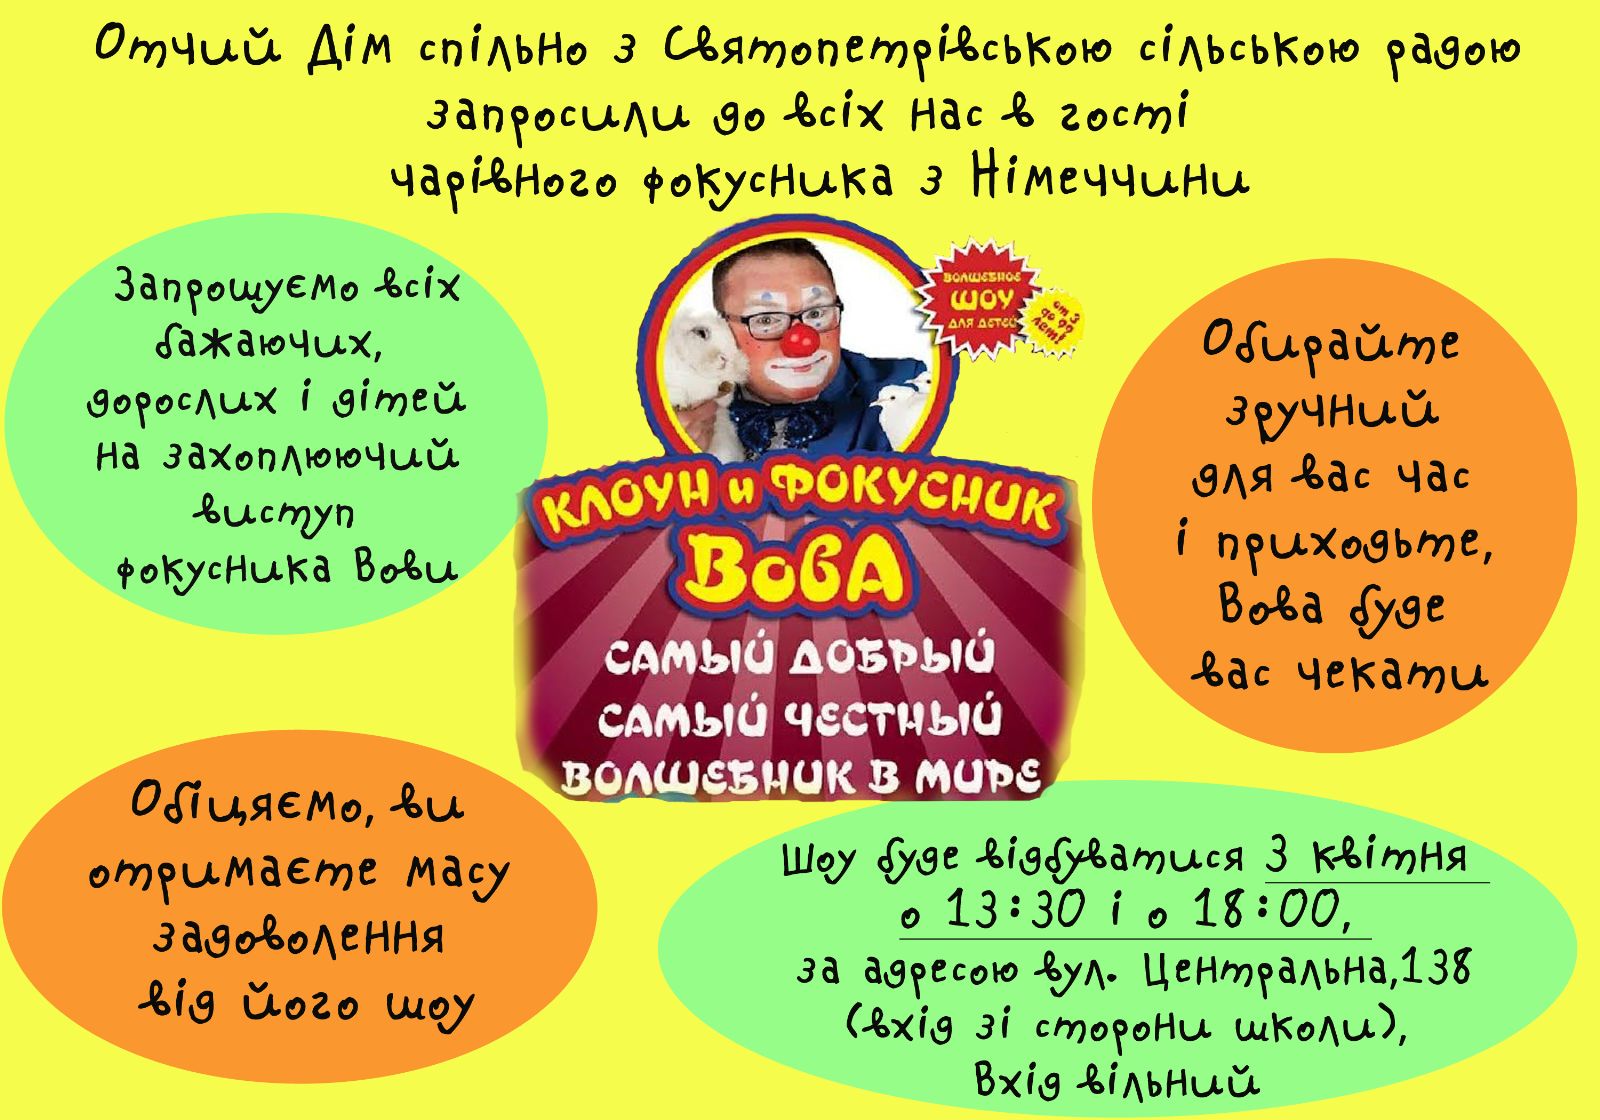 Отчий Дім спільно з Святопетрівською сільською радою
запросили до всіх нас в гості
чарівного фокусника з Німеччини
Запрошуємо всіх
бажаючих,
дорослих і дітей
на захоплюючий
виступ
фокусника Вови
ВОЛШЕБНОЕ
ШОУ
ДЛЯ ДЕТЕЙ
от 3
до 99
лет!
КЛОУН и ФОКУСНИК
ВОВА
САМЫЙ ДОБРЫЙ
САМЫЙ ЧЕСТНЫЙ
ВОЛШЕБНИК В МИРЕ
Обирайте
зручний
для вас час
і приходьте,
Вова буде
вас чекати
Обіцяємо, ви
отримаєте масу
задоволення
від його шоу
Шоу буде відбуватися 3 квітня
о 13:30 і о 18:00,
за адресою вул. Центральна,138
(вхід зі сторони школи),
Вхід вільний